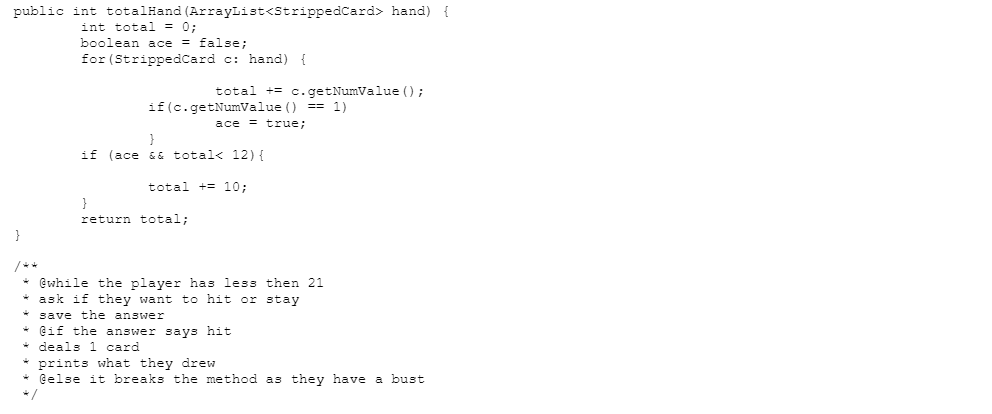 public int totalHand(ArrayList<StrippedCard> hand) {
int total = 0;
boolean ace = false;
for(StrippedCard c: hand) {
total += c.getNumValue();
if(c.getNumValue() == 1)
ace = true;
}
if (ace && total< 12){
total += 10;
}
return total;
}
/**
* @while the player has less then 21
* ask if they want to hit or stay
* save the answer
* @if the answer says hit
* deals 1 card
* prints what they drew
* @else it breaks the method as they have a bust
*/